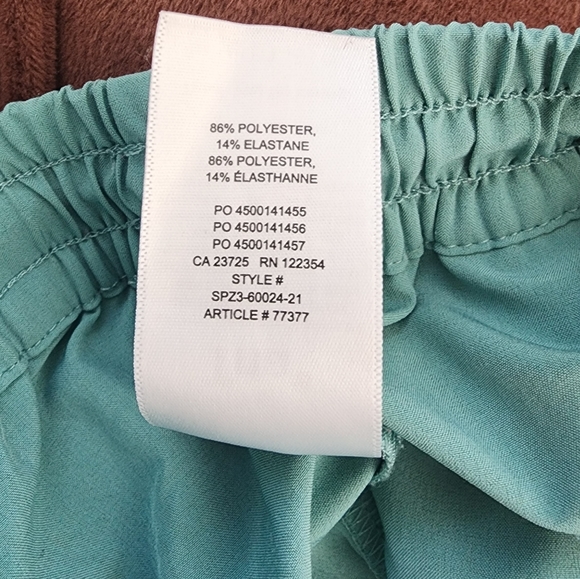 86% POLYESTER,
14% ELASTANE
86% POLYESTER,
14% ÉLASTHANNE
PO 4500141455
PO 4500141456
PO 4500141457
CA 23725 RN 122354
STYLE #
SPZ3-60024-21
ARTICLE # 77377